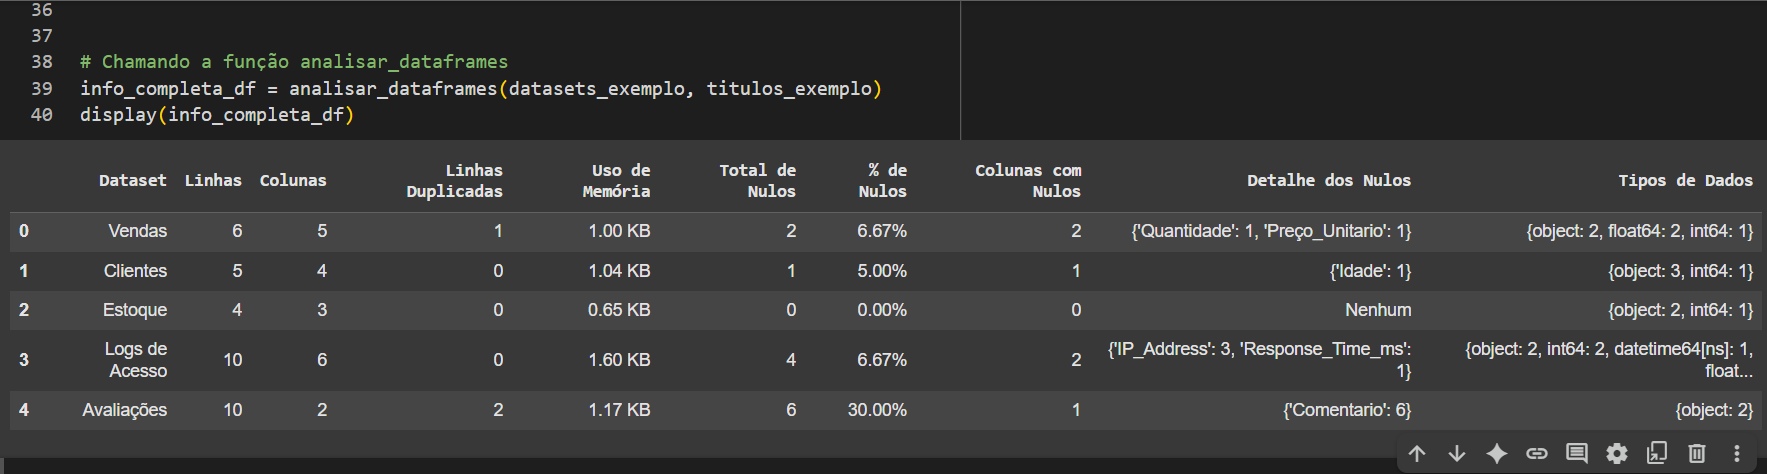 36
37
38 # Chamando a função analisar_dataframes
39 info_completa_df = analisar_dataframes(datasets_exemplo, titulos_exemplo)
40 display(info_completa_df)
Dataset Linhas Colunas Linhas Duplicadas Uso de Memória Total de Nulos % de Nulos Colunas com Nulos Detalhe dos Nulos Tipos de Dados
0 Vendas 6 5 1 1.00 KB 2 6.67% 2 {'Quantidade': 1, 'Preço_Unitario': 1} {object: 2, float64: 2, int64: 1}
1 Clientes 5 4 0 1.04 KB 1 5.00% 1 {'Idade': 1} {object: 3, int64: 1}
2 Estoque 4 3 0 0.65 KB 0 0.00% 0 Nenhum {object: 2, int64: 1}
3 Logs de Acesso 10 6 0 1.60 KB 4 6.67% 2 {'IP_Address': 3, 'Response_Time_ms': 1} {object: 2, int64: 2, datetime64[ns]: 1, float...
4 Avaliações 10 2 2 1.17 KB 6 30.00% 1 {'Comentario': 6} {object: 2}